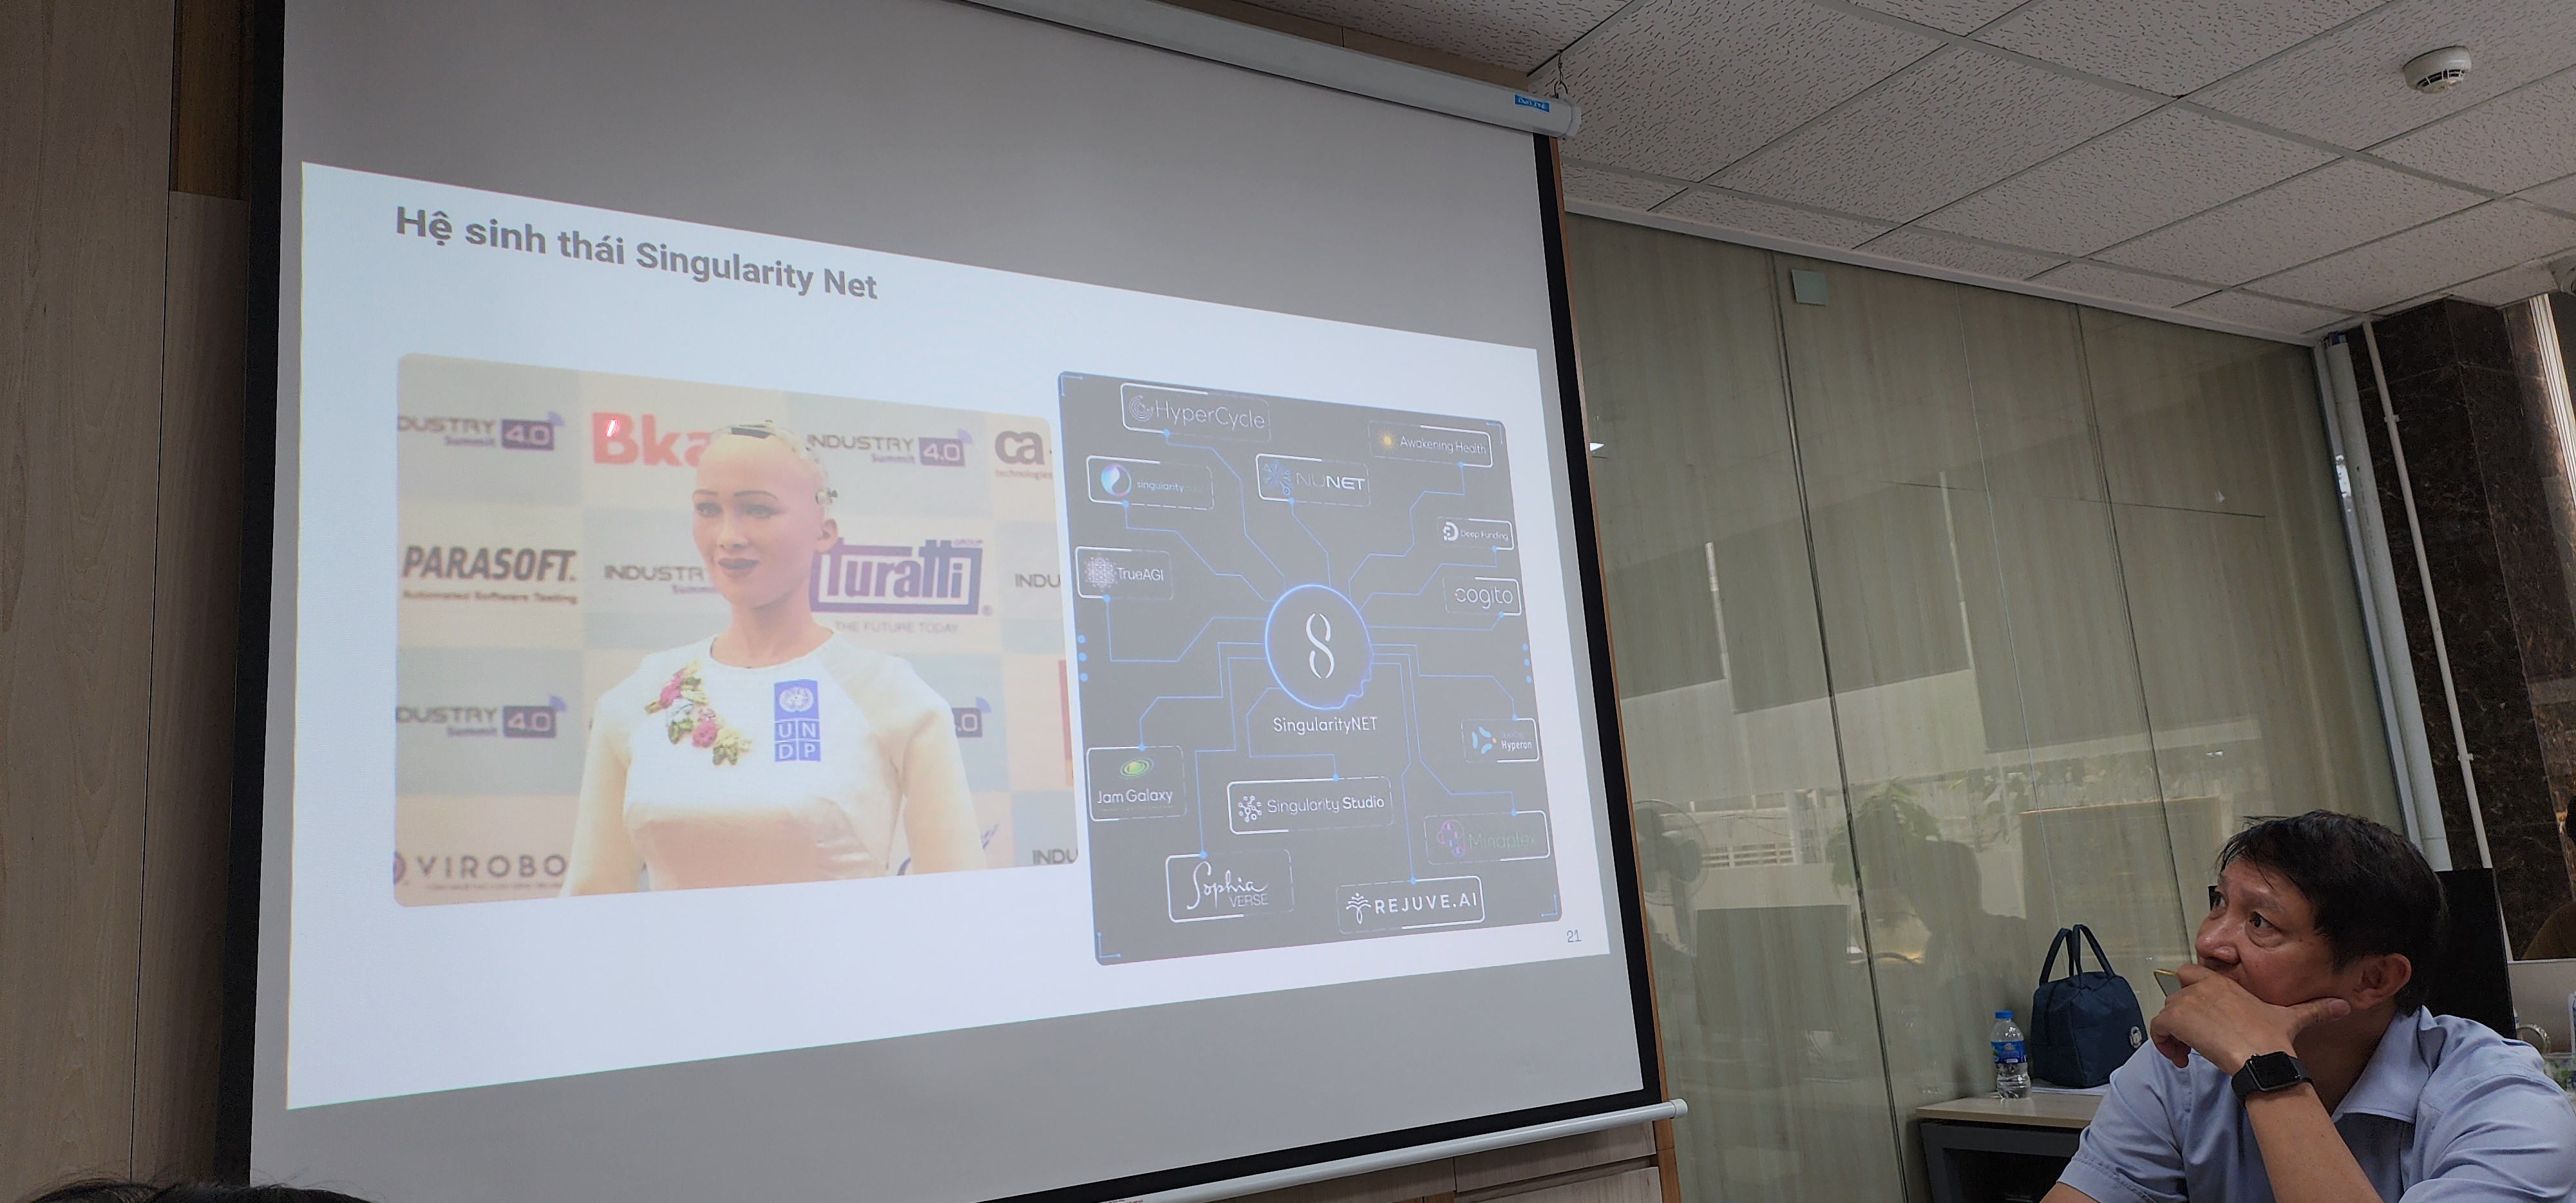 Hệ sinh thái Singularity Net
DUSTRY 4.0
Summit
Bka
INDUSTRY 4.0
Summit
ca
technologies
PARASOFT.
Automated Software Testing
INDUSTR
Summ
GROUP
Turatti
®
THE FUTURE TODAY
INDU
DUSTRY 4.0
Summit
UN
DP
.0
VIROBO
INDU
HyperCycle
Awakening Health
singularity
NUNET
Deep Funding
TrueAGI
cogito
SingularityNET
Hyperon
Jam Galaxy
Singularity Studio
Mindplex
Sophia
VERSE
REJUVE.AI
21